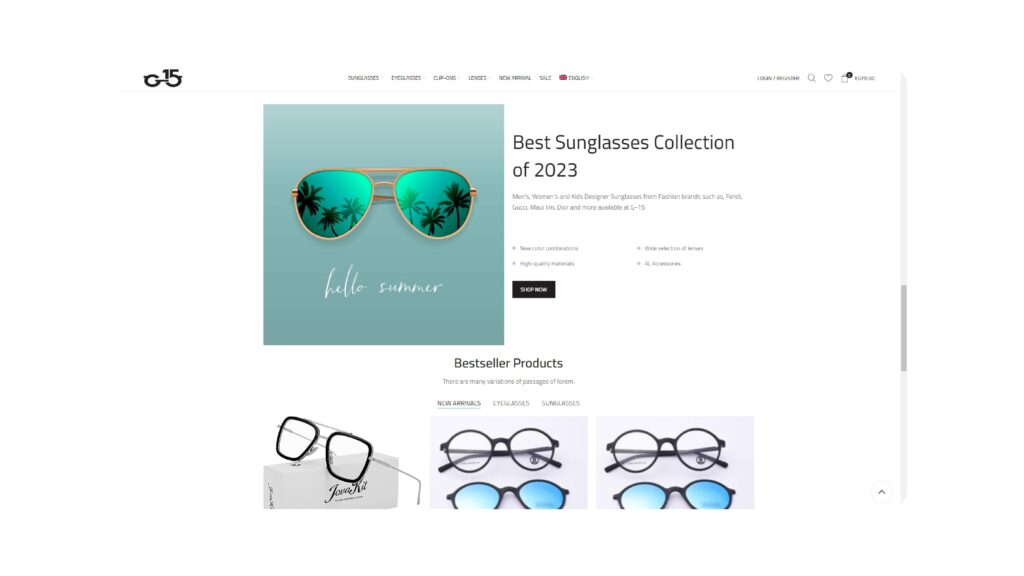 G-15
SUNGLASSES EYEGLASSES CLIP-ONS LENSES NEW ARRIVAL SALE ENGLISH
LOGIN / REGISTER 0 EGP0.00
Best Sunglasses Collection
of 2023
Men's, Women's and Kids Designer Sunglasses from Fashion brands such as, Fendi,
Gucci, Maui Jim, Dior and more available at G-15
New color combinations
Wide selection of lenses
High-quality materials
AL Accessories
SHOP NOW
hello summer
Bestseller Products
There are many variations of passages of lorem.
NEW ARRIVALS EYEGLASSES SUNGLASSES
JovaKit